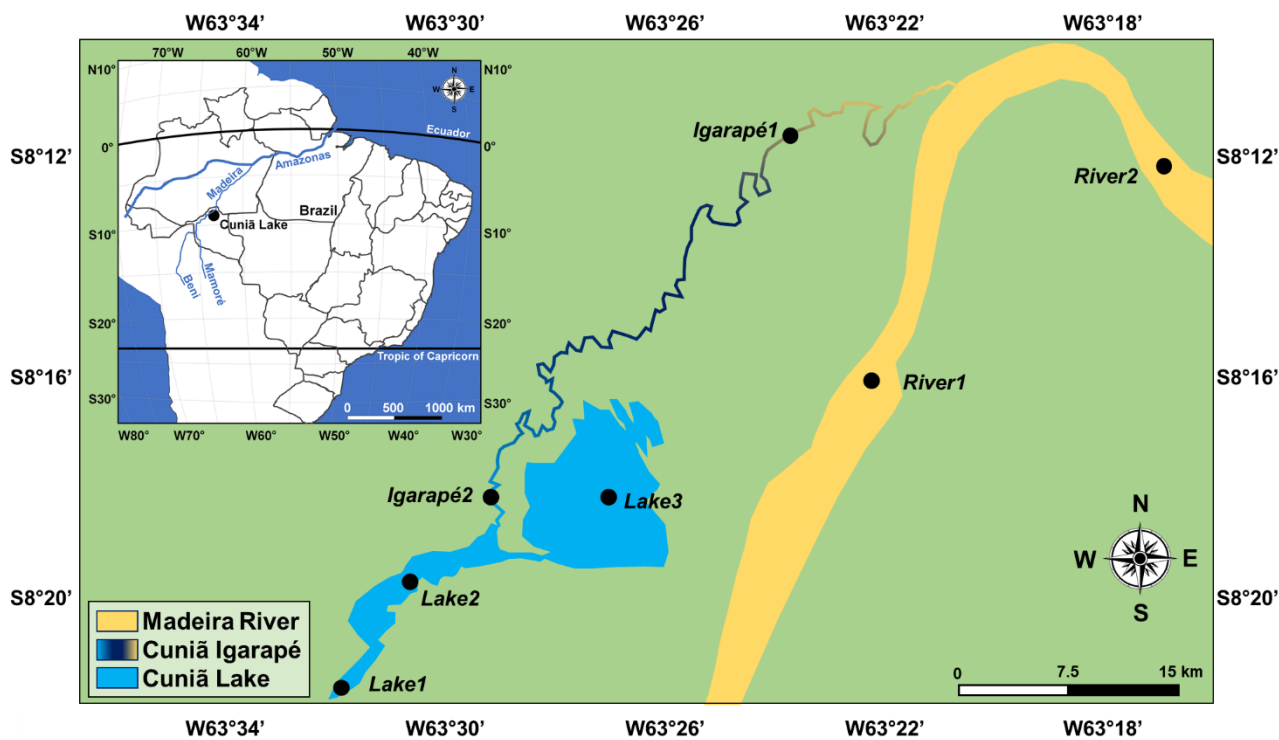 W63°34’ W63°30’ W63°26’ W63°22’ W63°18’
70°W 60°W 50°W 40°W
N10° N10°
N
W E
S
Ecuador
0° 0°
Amazonas
Madeira
Brazil
Cuniã Lake
S10° S10°
Beni
Mamoré
S20° S20°
Tropic of Capricorn
0 500 1000 km
S30° S30°
W80° W70° W60° W50° W40° W30°
S8°12’ S8°12’
Igarapé1
River2
S8°16’ S8°16’
River1
Igarapé2
Lake3
N
W E
S
S8°20’ S8°20’
Lake2
Lake1
Madeira River
Cuniã Igarapé
Cuniã Lake
0 7.5 15 km
W63°34’ W63°30’ W63°26’ W63°22’ W63°18’